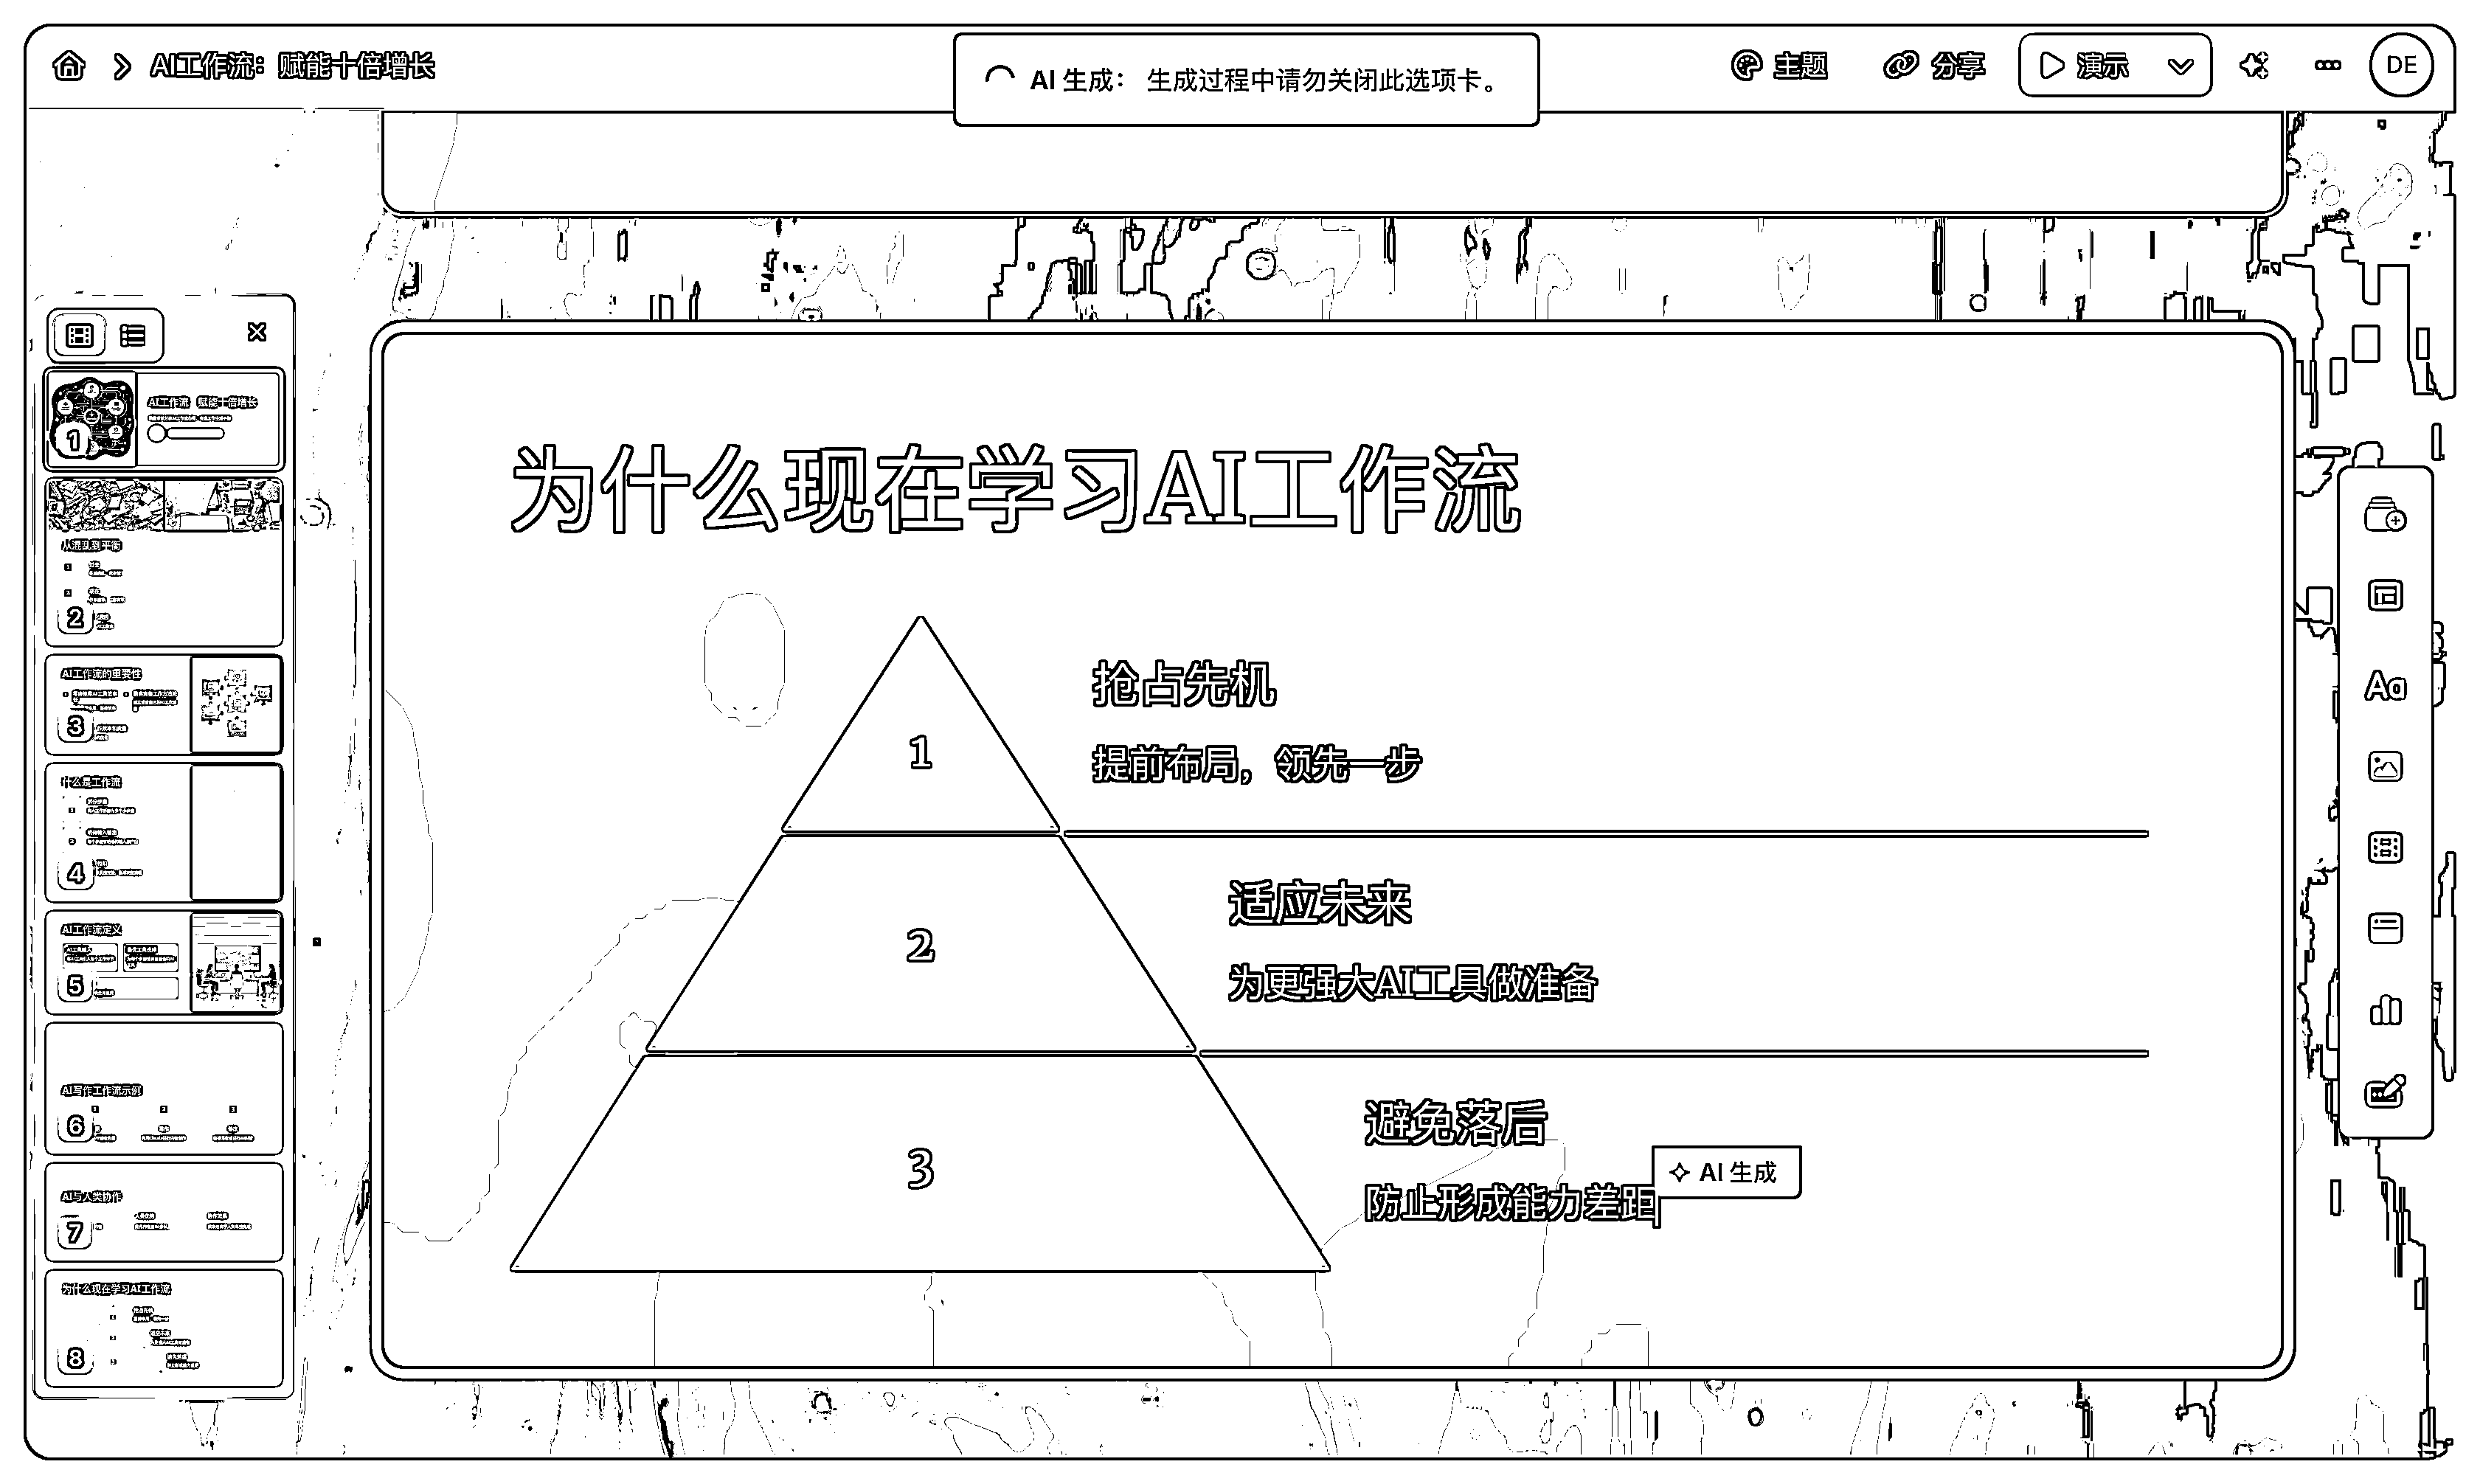 AI工作流：赋能十倍增长
AI 生成： 生成过程中请勿关闭此选项卡。
主题
分享
演示
DE
1
AI工作流 赋能十倍增长
2
3
AI工作流的重要性
4
什么是工作流
5
AI工作流定义
6
AI写作工作流示例
7
AI与人类协作
8
为什么现在学习AI工作流
为什么现在学习AI工作流
1
抢占先机
提前布局，领先一步
2
适应未来
为更强大AI工具做准备
3
避免落后
防止形成能力差距
AI 生成
Aa